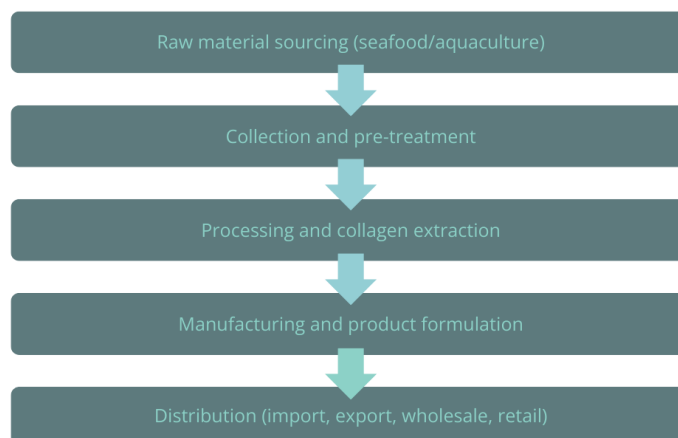 Raw material sourcing (seafood/aquaculture)
Collection and pre-treatment
Processing and collagen extraction
Manufacturing and product formulation
Distribution (import, export, wholesale, retail)